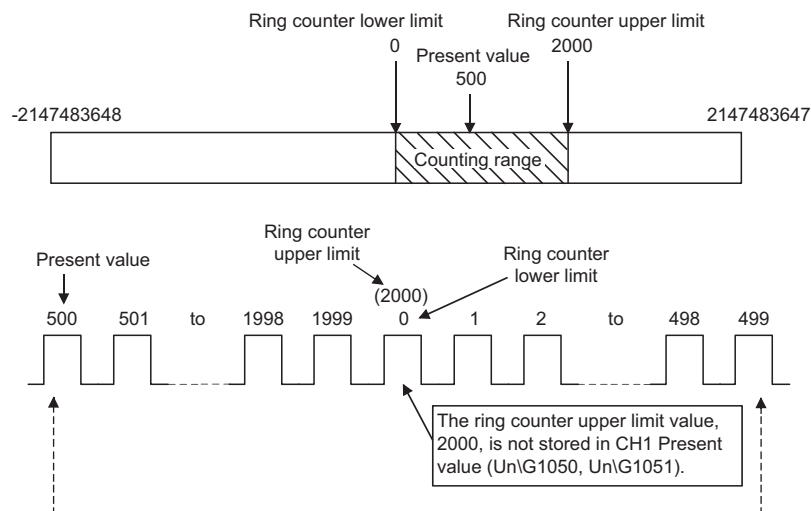 Ring counter lower limit
0
Ring counter upper limit
2000
Present value
500
-2147483648
2147483647
Counting range
Ring counter
upper limit
Ring counter
lower limit
Present value
(2000)
500 501 to 1998 1999 0 1 2 to 498 499
The ring counter upper limit value,
2000, is not stored in CH1 Present
value (Un\G1050, Un\G1051).